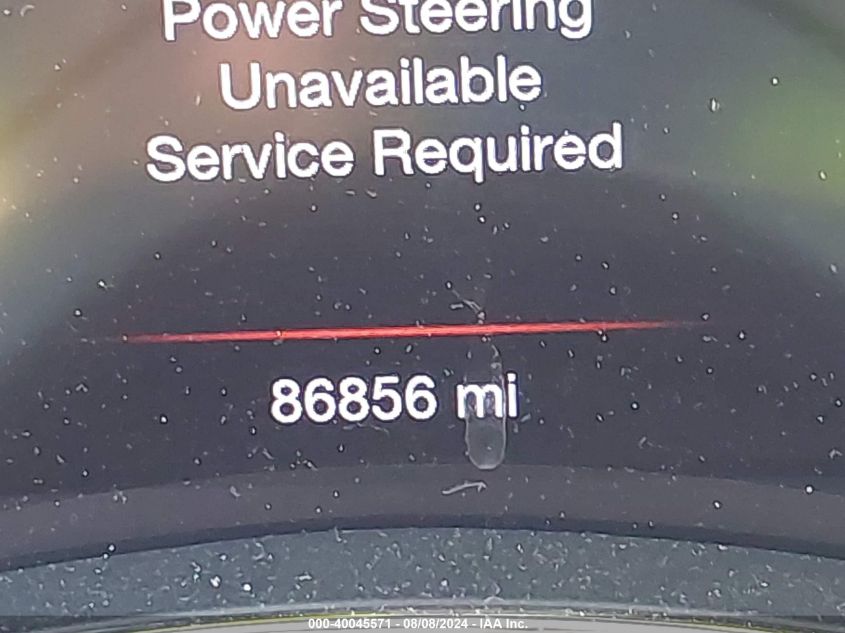 Power Steering
Unavailable
Service Required
86856 mi
000-40045571 - 08/08/2024 - IAA Inc.